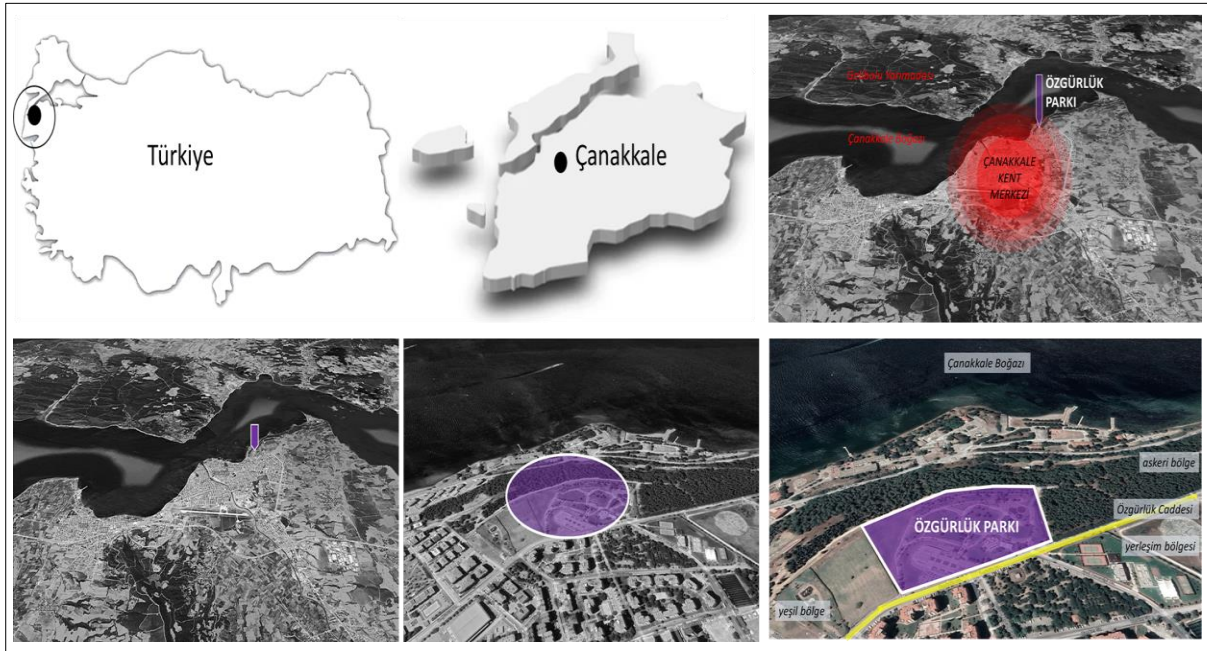 Türkiye
Çanakkale
Gelibolu Yarımadası
ÖZGÜRLÜK
PARKI
Çanakkale Boğazı
ÇANAKKALE
KENT
MERKEZİ
Çanakkale Boğazı
askeri bölge
Özgürlük Caddesi
ÖZGÜRLÜK PARKI
yerleşim bölgesi
yeşil bölge